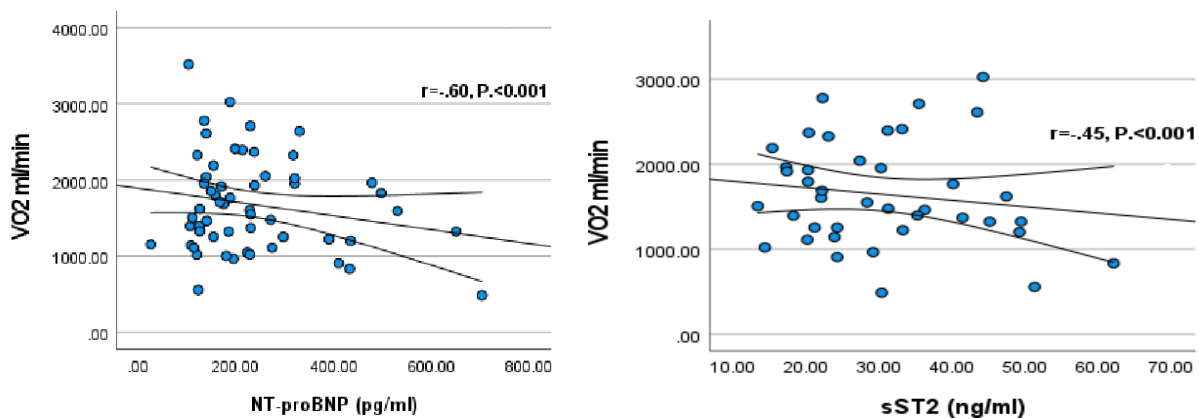 4000.00
3000.00
2000.00
1000.00
.00
VO2 ml/min
r=-.60, P.<0.001
.00 200.00 400.00 600.00 800.00
NT-proBNP (pg/ml)
3000.00
2000.00
1000.00
.00
VO2 ml/min
r=-.45, P.<0.001
10.00 20.00 30.00 40.00 50.00 60.00 70.00
sST2 (ng/ml)